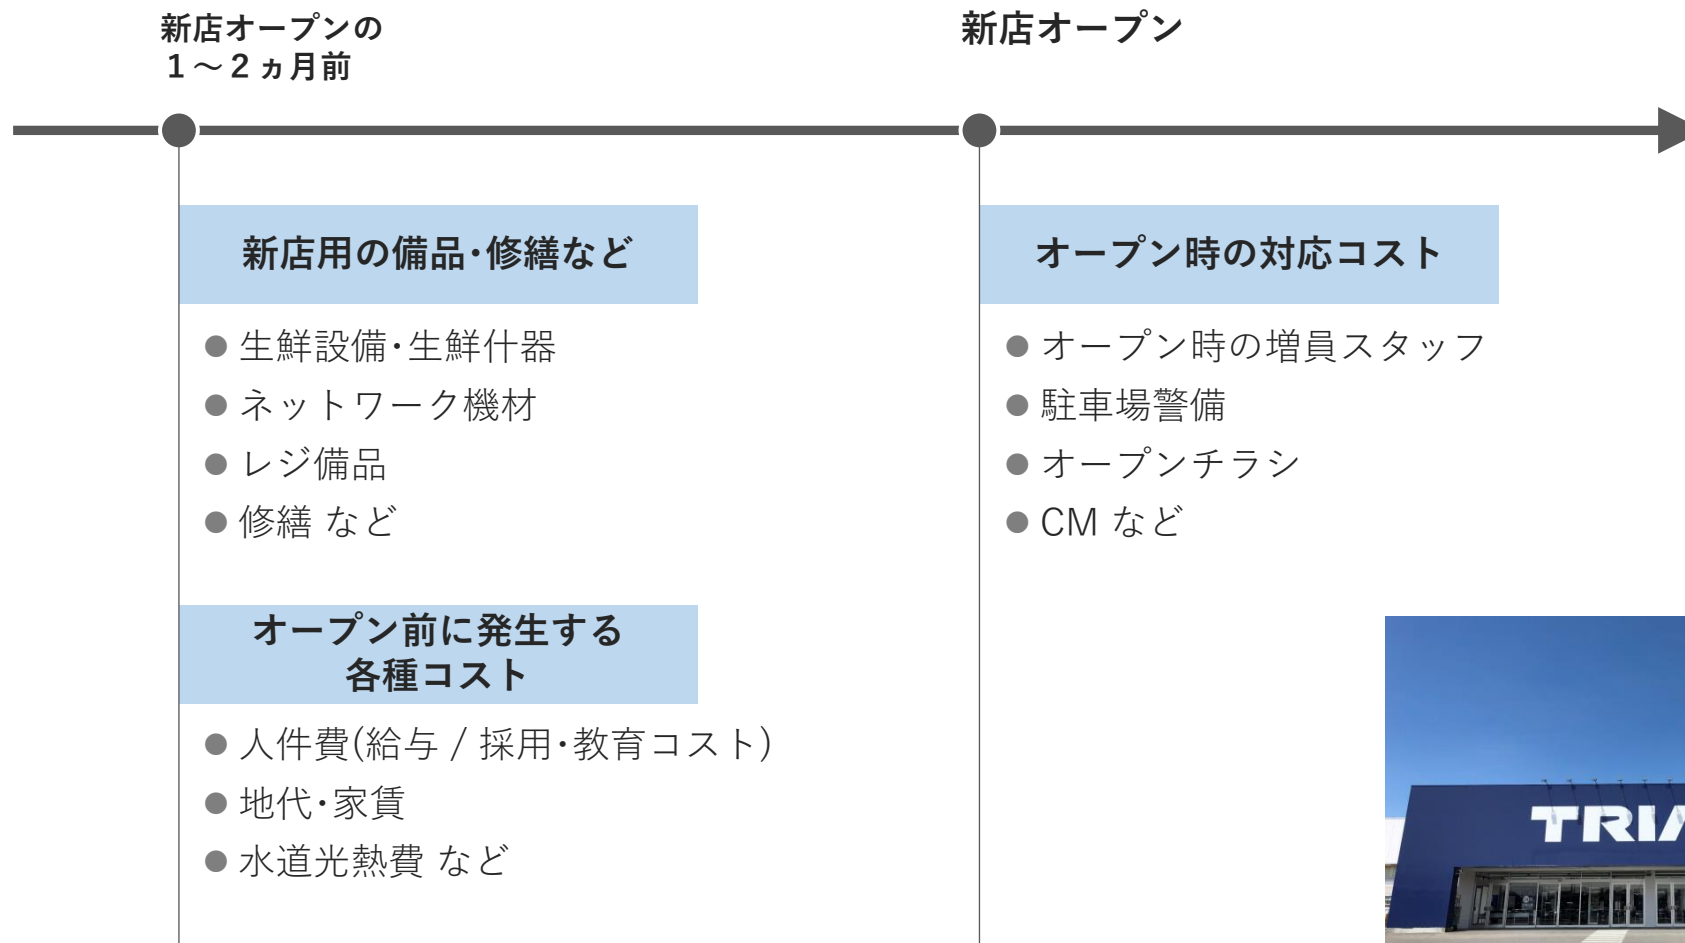 新店オープンの
1～2ヵ月前
新店オープン
新店用の備品･修繕など
● 生鮮設備･生鮮什器
● ネットワーク機材
● レジ備品
● 修繕 など
オープン前に発生する
各種コスト
● 人件費(給与 / 採用･教育コスト)
● 地代･家賃
● 水道光熱費 など
オープン時の対応コスト
● オープン時の増員スタッフ
● 駐車場警備
● オープンチラシ
● CM など
TRIA